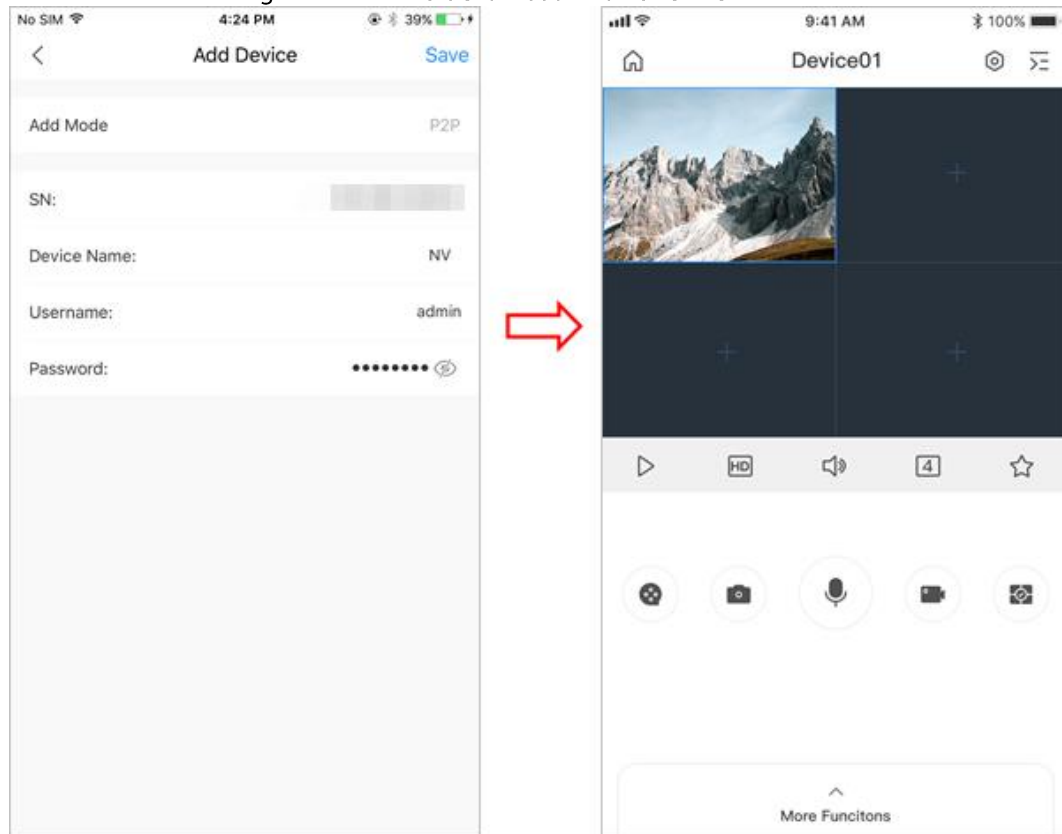 No SIM 4:24 PM 39%
Add Device Save
Add Mode P2P
SN:
Device Name: NV
Username: admin
Password: ••••••••
9:41 AM 100%
Device01
HD 4
More Funcitons